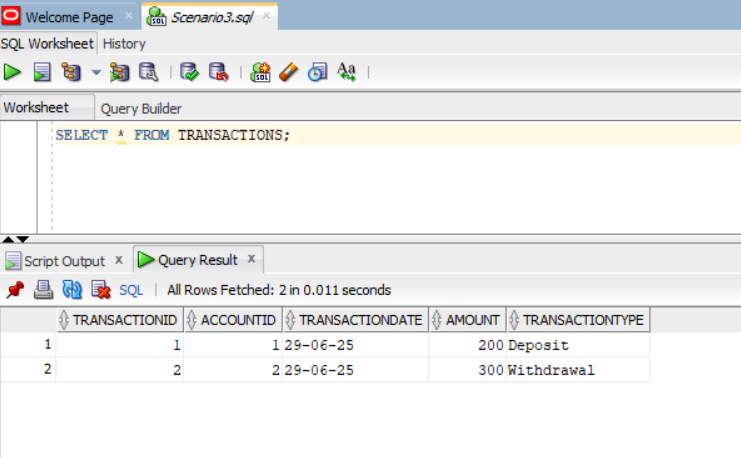 Welcome Page Scenario3.sql
SQL Worksheet History
SQL Aa
Worksheet Query Builder
SELECT * FROM TRANSACTIONS;
Script Output Query Result
SQL | All Rows Fetched: 2 in 0.011 seconds
TRANSACTIONID ACCOUNTID TRANSACTIONDATE AMOUNT TRANSACTIONTYPE
1 1 1 29-06-25 200 Deposit
2 2 2 29-06-25 300 Withdrawal